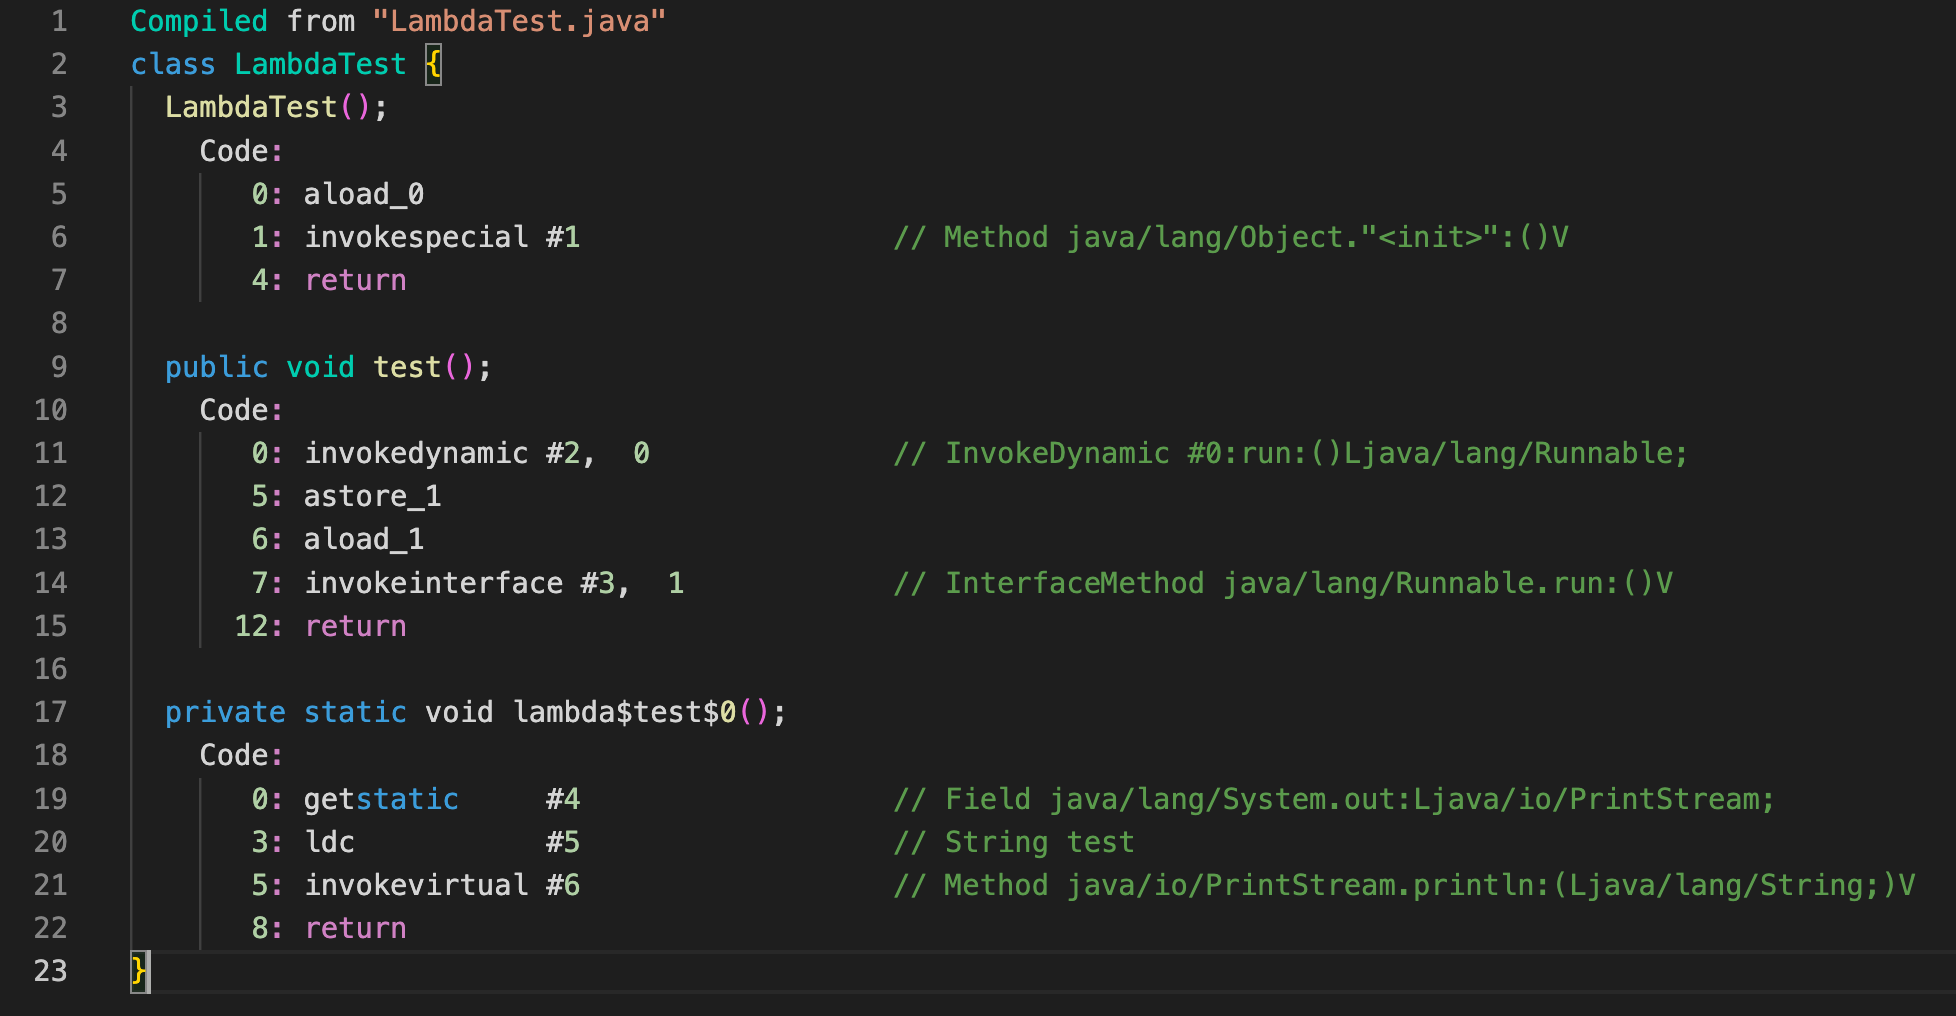 1 Compiled from "LambdaTest.java"
2 class LambdaTest {
3   LambdaTest();
4     Code:
5        0: aload_0
6        1: invokespecial #1                  // Method java/lang/Object."<init>":()V
7        4: return
8
9   public void test();
10     Code:
11        0: invokedynamic #2,  0              // InvokeDynamic #0:run:()Ljava/lang/Runnable;
12        5: astore_1
13        6: aload_1
14        7: invokeinterface #3,  1            // InterfaceMethod java/lang/Runnable.run:()V
15       12: return
16
17   private static void lambda$test$0();
18     Code:
19        0: getstatic     #4                  // Field java/lang/System.out:Ljava/io/PrintStream;
20        3: ldc           #5                  // String test
21        5: invokevirtual #6                  // Method java/io/PrintStream.println:(Ljava/lang/String;)V
22        8: return
23 }